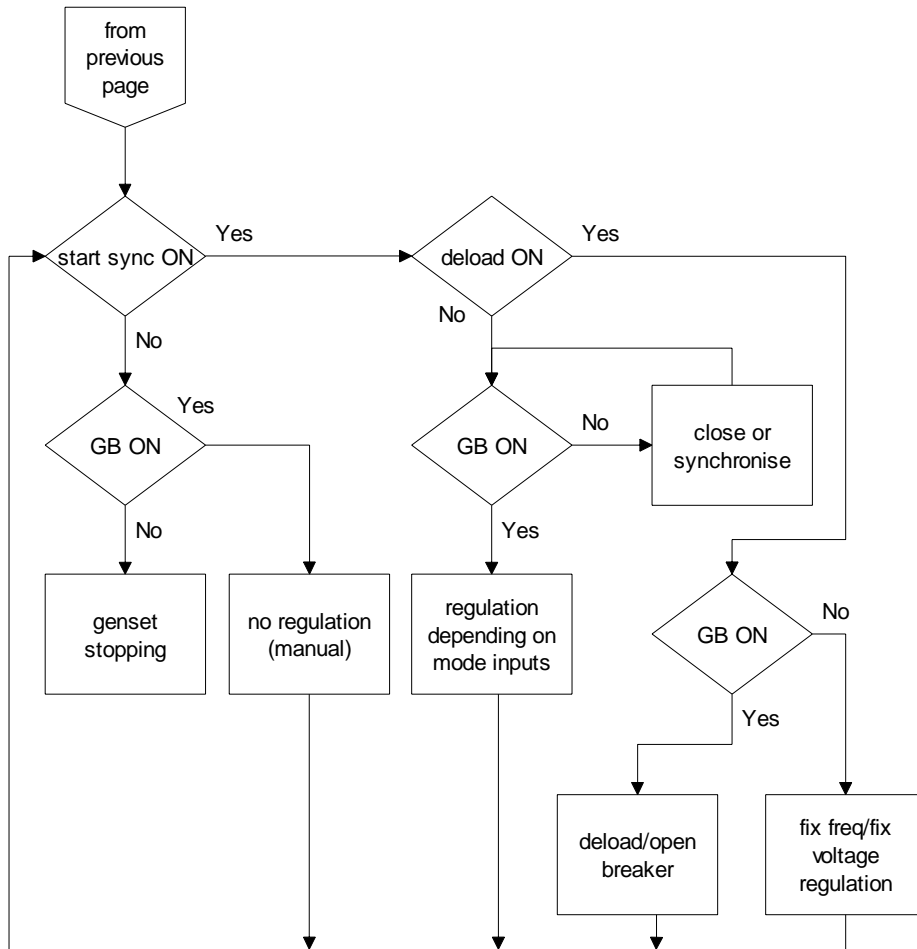 from
previous
page
Yes
Yes
start sync ON
deload ON
No
No
Yes
GB ON
GB ON
No
close or
synchronise
No
Yes
genset
stopping
no regulation
(manual)
regulation
depending on
mode inputs
No
GB ON
Yes
deload/open
breaker
fix freq/fix
voltage
regulation